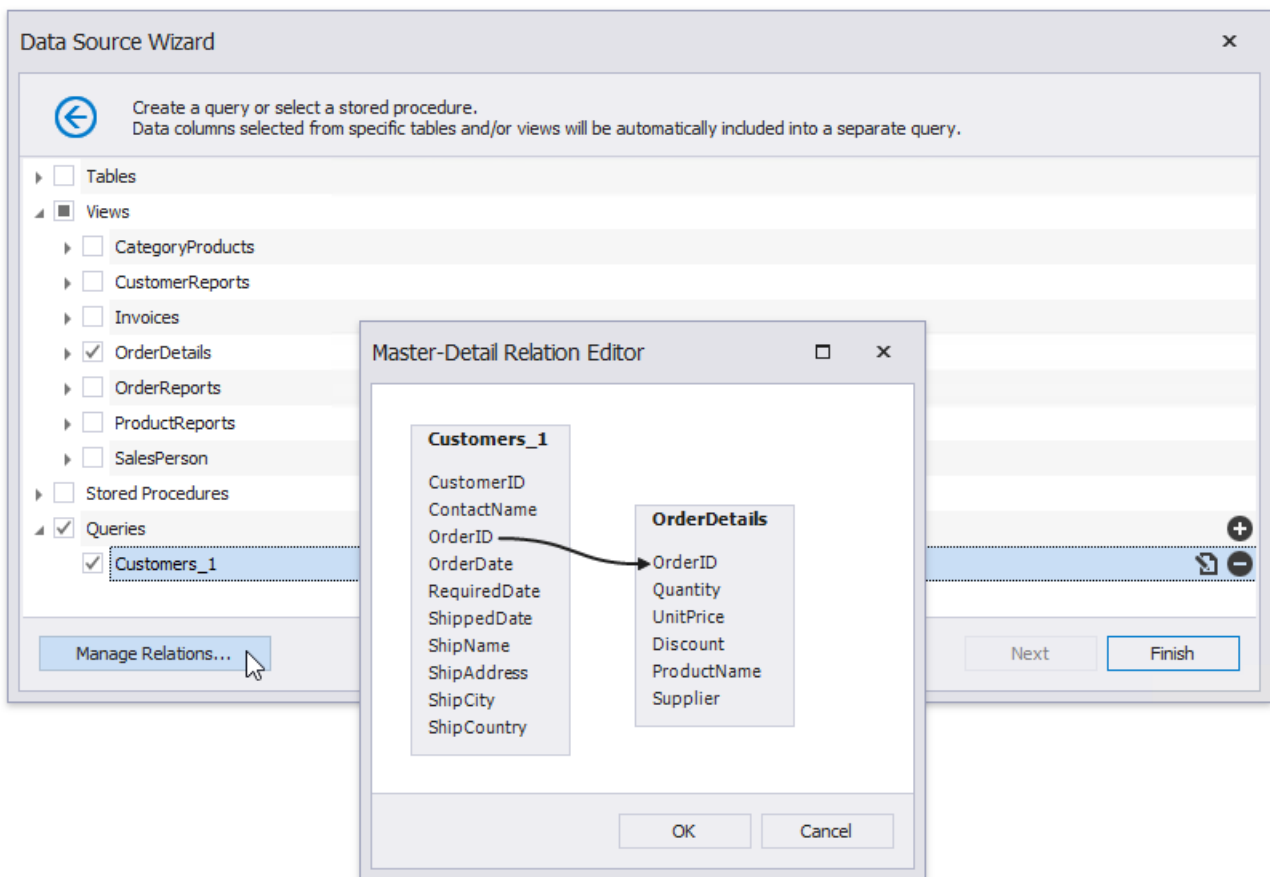 Data Source Wizard
Create a query or select a stored procedure.
Data columns selected from specific tables and/or views will be automatically included into a separate query.
Tables
Views
CategoryProducts
CustomerReports
Invoices
OrderDetails
OrderReports
ProductReports
SalesPerson
Stored Procedures
Queries
Customers_1
Manage Relations...
Next
Finish
Master-Detail Relation Editor
Customers_1
CustomerID
ContactName
OrderID
OrderDate
RequiredDate
ShippedDate
ShipName
ShipAddress
ShipCity
ShipCountry
OrderDetails
OrderID
Quantity
UnitPrice
Discount
ProductName
Supplier
OK
Cancel